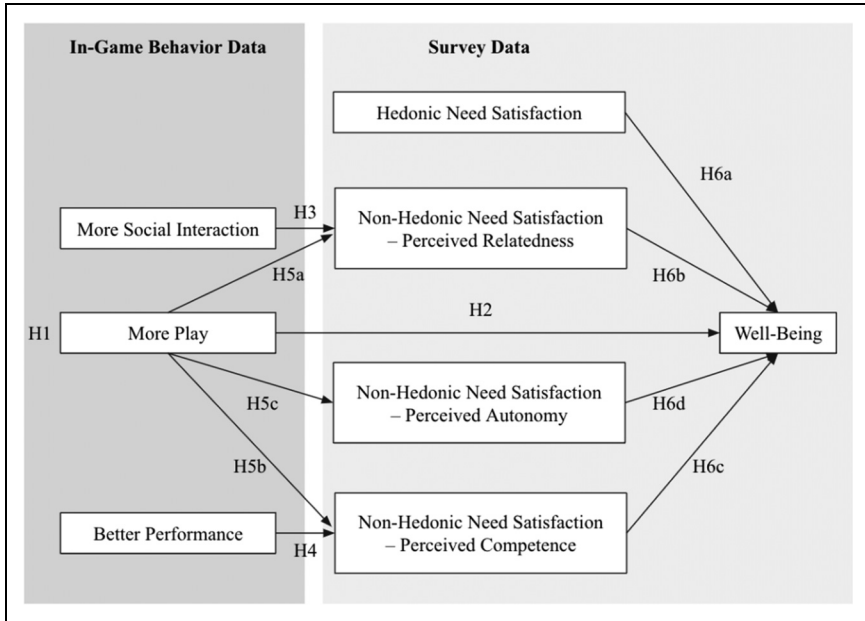 In-Game Behavior Data
Survey Data
Hedonic Need Satisfaction
H6a
More Social Interaction
H3
Non-Hedonic Need Satisfaction
– Perceived Relatedness
H5a
H6b
H1
More Play
H2
Well-Being
H5c
Non-Hedonic Need Satisfaction
– Perceived Autonomy
H6d
H5b
H6c
Better Performance
H4
Non-Hedonic Need Satisfaction
– Perceived Competence